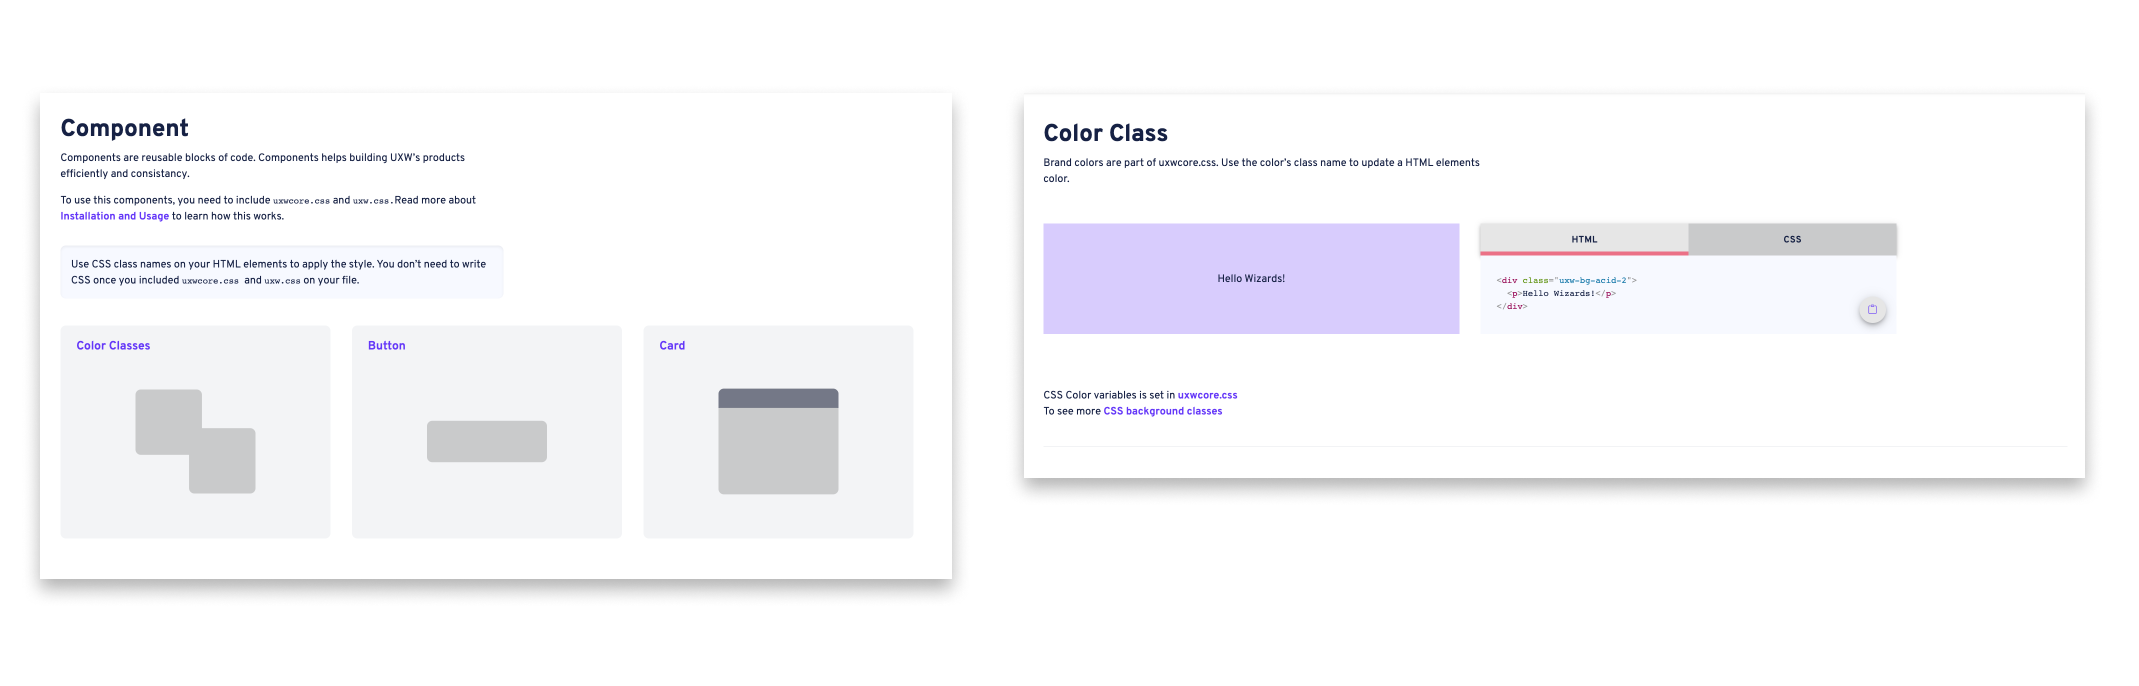 Component
Components are reusable blocks of code. Components helps building UXW's products
efficiently and consistancy.
To use this components, you need to include uxwcore.css and uxw.css. Read more about
Installation and Usage to learn how this works.
Use CSS class names on your HTML elements to apply the style. You don't need to write
CSS once you included uxwcore.css and uxw.css on your file.
Color Classes
Button
Card
Color Class
Brand colors are part of uxwcore.css. Use the color's class name to update a HTML elements
color.
Hello Wizards!
HTML
CSS
<div class="uxw-bg-acid-2">
<p>Hello Wizards!</p>
</div>
CSS Color variables is set in uxwcore.css
To see more CSS background classes